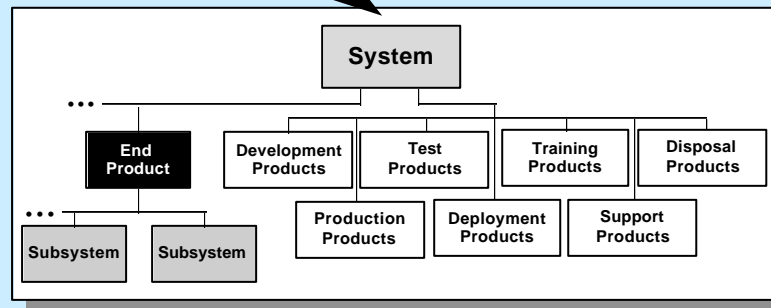 System
...
End
Product
Development
Products
Test
Products
Training
Products
Disposal
Products
Production
Products
Deployment
Products
Support
Products
...
Subsystem
Subsystem